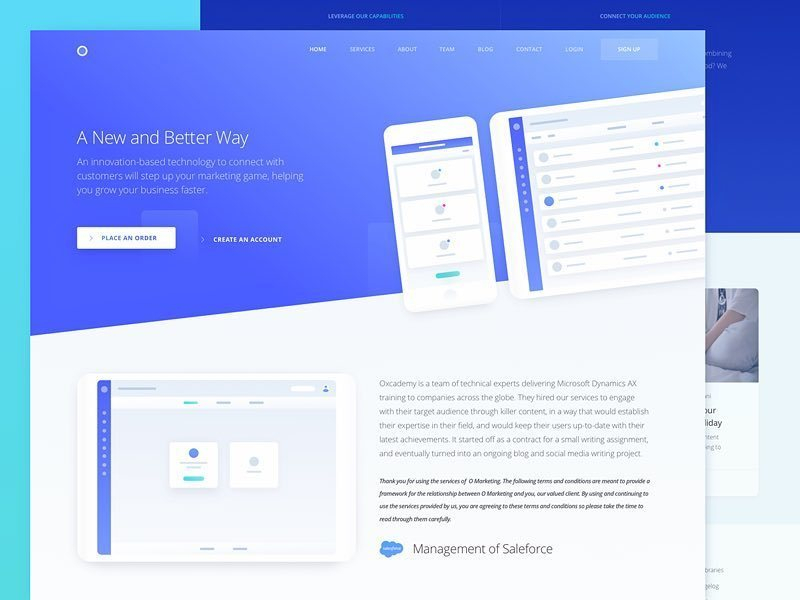 LEVERAGE OUR CAPABILITIES
CONNECT YOUR AUDIENCE
HOME SERVICES ABOUT TEAM BLOG CONTACT LOGIN SIGN UP
A New and Better Way
An innovation-based technology to connect with
customers will step up your marketing game, helping
you grow your business faster.
PLACE AN ORDER
CREATE AN ACCOUNT
Oxcademy is a team of technical experts delivering Microsoft Dynamics AX
training to companies across the globe. They hired our services to engage
with their target audience through killer content, in a way that would establish
their expertise in their field, and would keep their users up-to-date with their
latest achievements. It started off as a contract for a small writing assignment,
and eventually turned into an ongoing blog and social media writing project.
Thank you for using the services of O Marketing. The following terms and conditions are meant to provide a
framework for the relationship between O Marketing and you, our valued client. By using and continuing to
use the services provided by us, you are agreeing to these terms and conditions so please take the time to
read through them carefully.
salesforce
Management of Saleforce